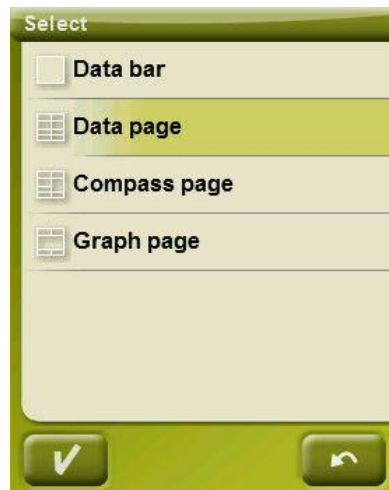 Select
Data bar
Data page
Compass page
Graph page